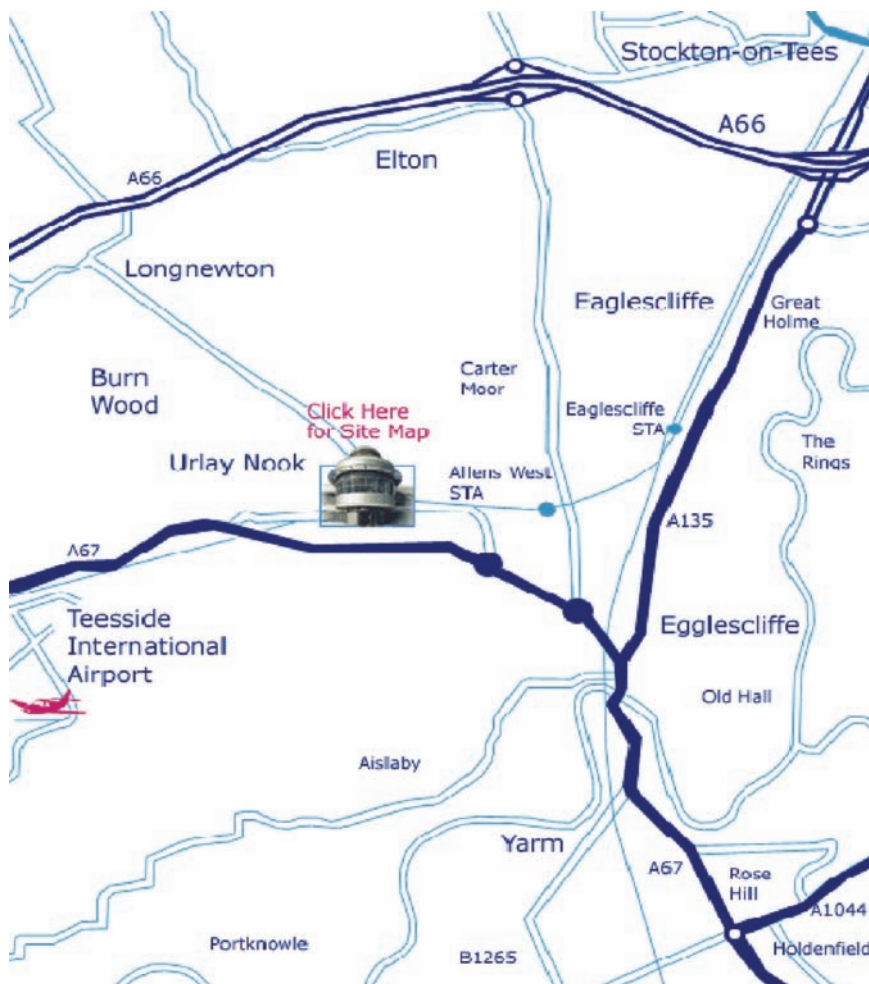 Stockton-on-Tees
A66
Elton
A66
Longnewton
Eaglescliffe
Great
Holme
Burn
Wood
Carter
Moor
Click Here
for Site Map
Eaglescliffe
STA
The
Rings
Urlay Nook
Allens West
STA
A67
A135
Teesside
International
Airport
Egglescliffe
Old Hall
Aisllaby
Yarm
A67
Rose
Hill
A1044
Portknowle
B1265
Holdenfield